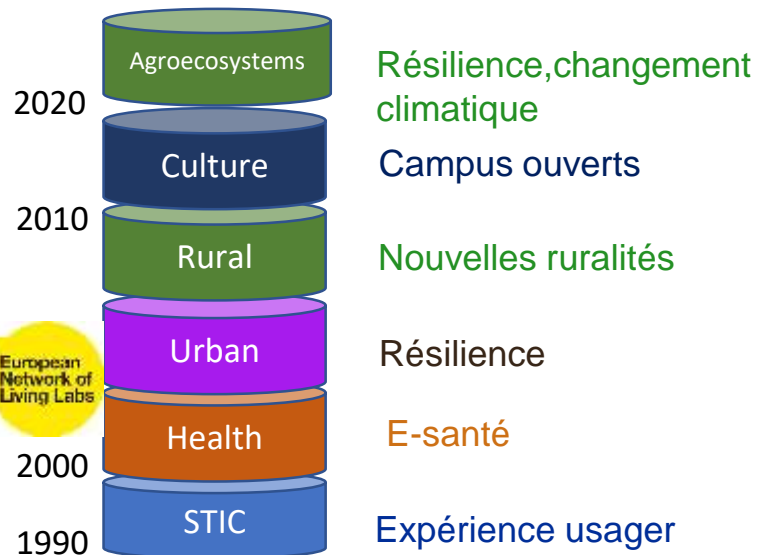 Agroecosystems
Résilience,changement
climatique
2020
Culture
Campus ouverts
2010
Rural
Nouvelles ruralités
Urban
Résilience
European
Network of
Living Labs
Health
E-santé
2000
STIC
Expérience usager
1990